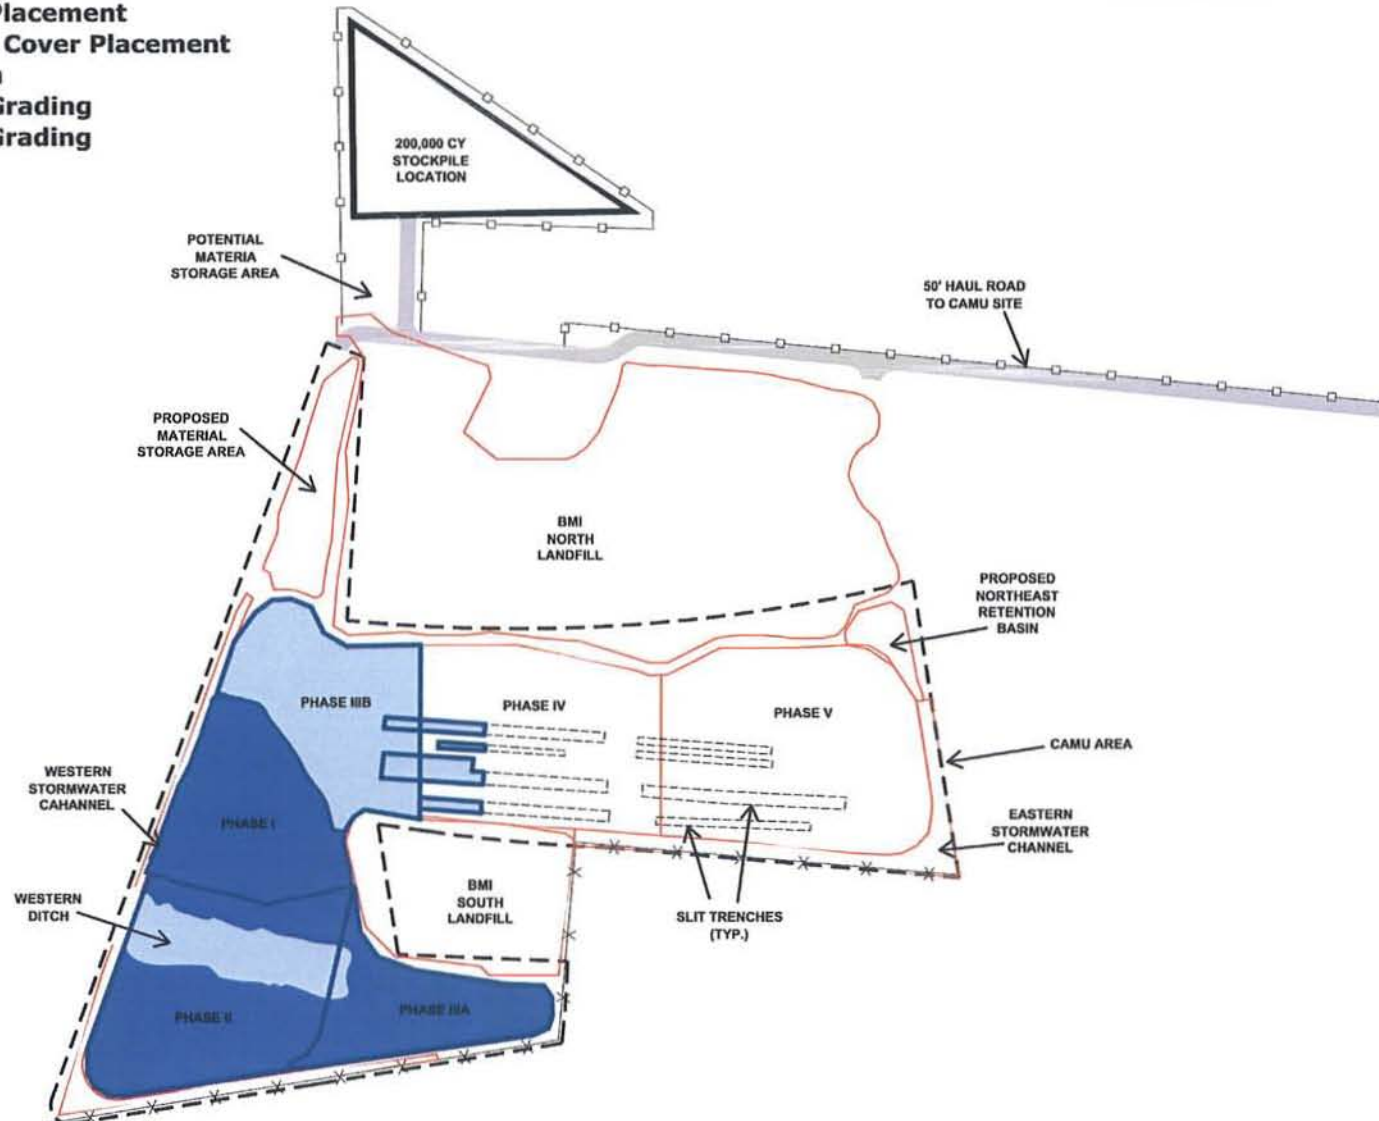 Placement
Cover Placement
Grading
Grading
200,000 CY
STOCKPILE
LOCATION
POTENTIAL
MATERIA
STORAGE AREA
50' HAUL ROAD
TO CAMU SITE
PROPOSED
MATERIAL
STORAGE AREA
BMI
NORTH
LANDFILL
PROPOSED
NORTHEAST
RETENTION
BASIN
PHASE IIIB
PHASE IV
PHASE V
CAMU AREA
WESTERN
STORMWATER
CAHANNEL
PHASE I
EASTERN
STORMWATER
CHANNEL
BMI
SOUTH
LANDFILL
WESTERN
DITCH
SLIT TRENCHES
(TYP.)
PHASE II
PHASE IIIA